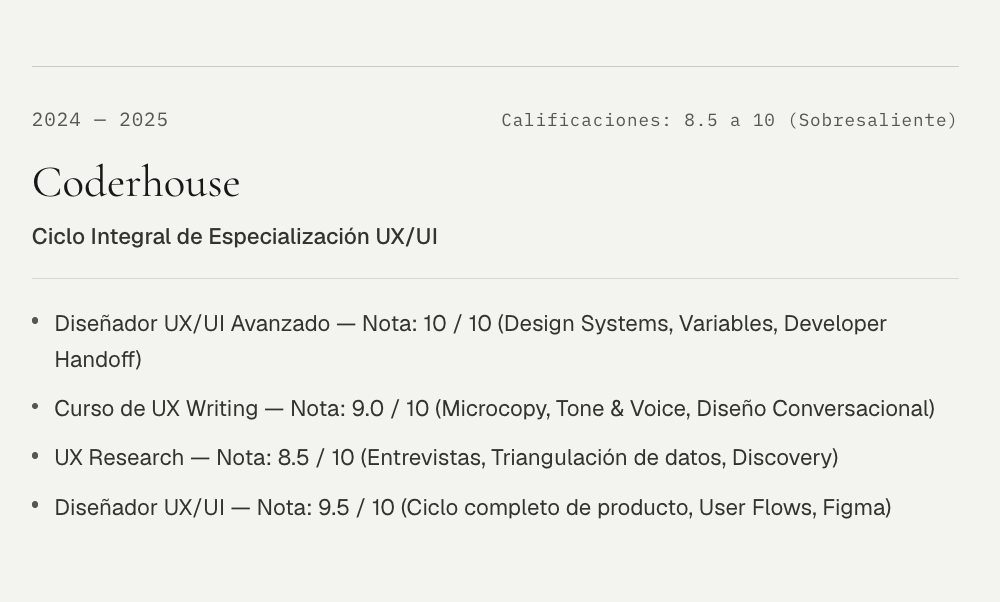 2024 — 2025
Calificaciones: 8.5 a 10 (Sobresaliente)
Coderhouse
Ciclo Integral de Especialización UX/UI
• Diseñador UX/UI Avanzado — Nota: 10 / 10 (Design Systems, Variables, Developer
Handoff)
• Curso de UX Writing — Nota: 9.0 / 10 (Microcopy, Tone & Voice, Diseño Conversacional)
• UX Research — Nota: 8.5 / 10 (Entrevistas, Triangulación de datos, Discovery)
• Diseñador UX/UI — Nota: 9.5 / 10 (Ciclo completo de producto, User Flows, Figma)